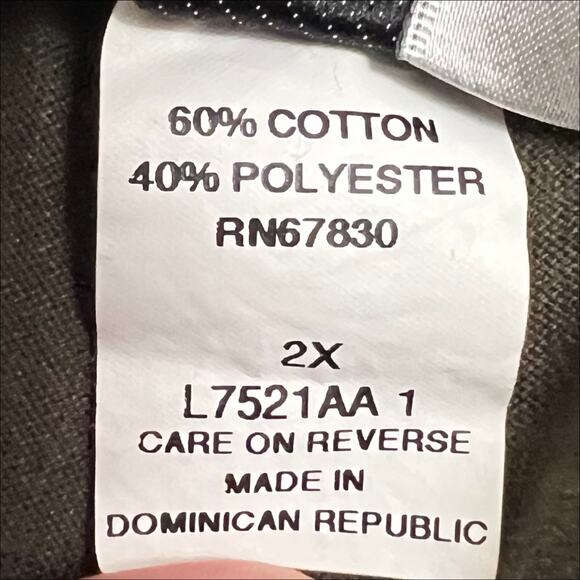 60% COTTON
40% POLYESTER
RN67830
2X
L7521AA 1
CARE ON REVERSE
MADE IN
DOMINICAN REPUBLIC